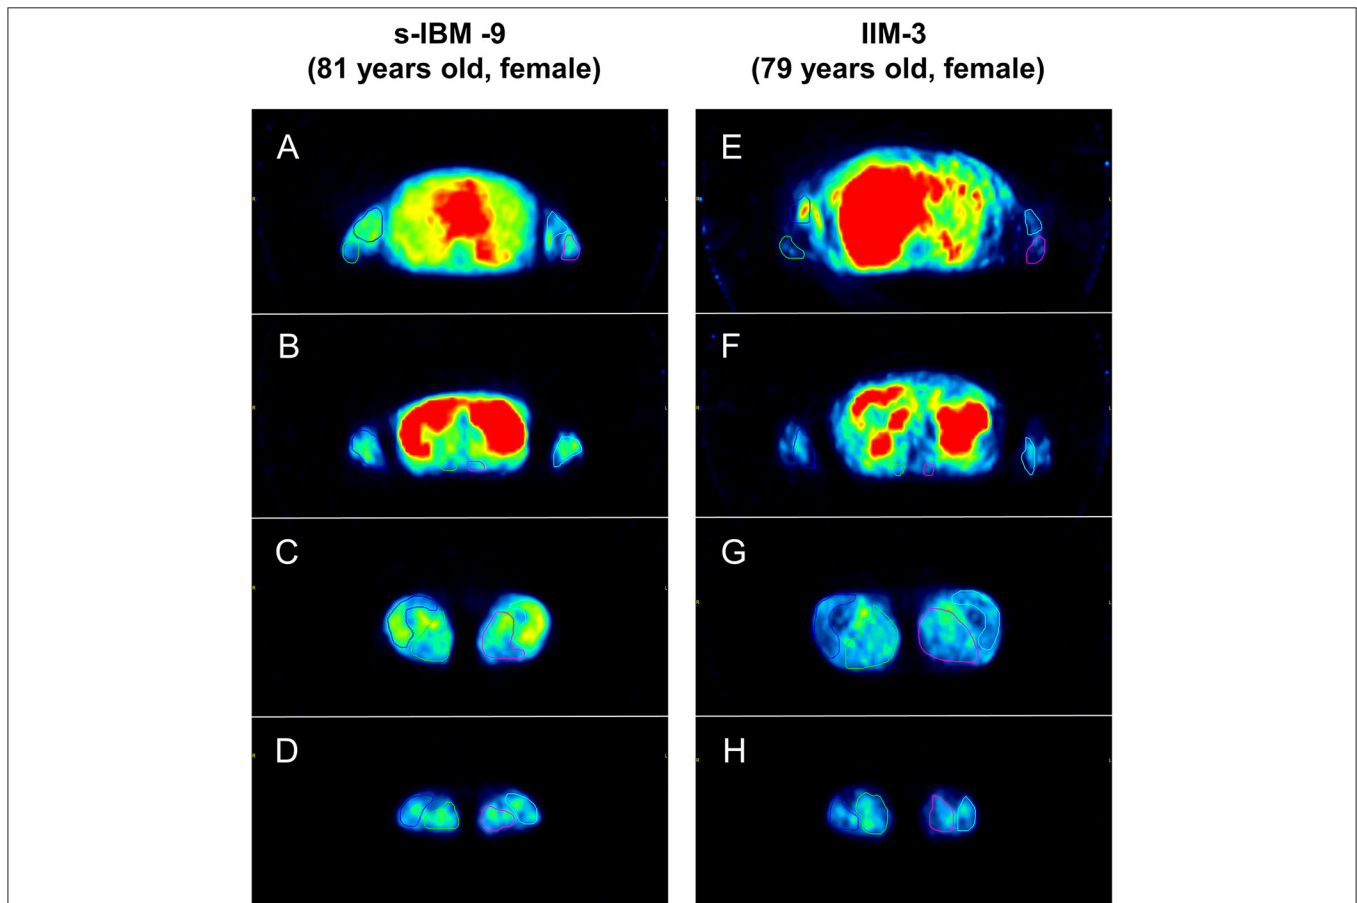 s-IBM -9
(81 years old, female)
IIM-3
(79 years old, female)
A
E
B
F
C
G
D
H